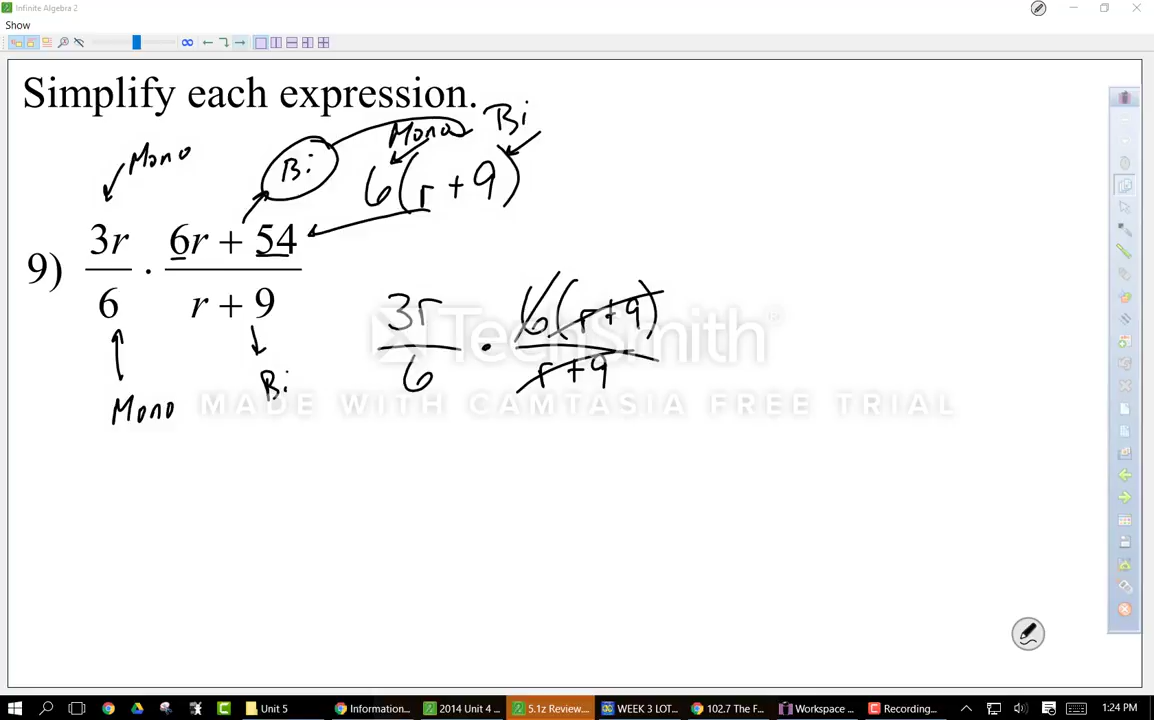 Infinite Algebra 2
Show
Simplify each expression.
Mono
Bi
Mono
Bi
6(r + 9)
9) 3r/6 · 6r + 54/r + 9
3r/6 · 6(r+9)/r+9
Mono
Bi
TechSmith
MADE WITH CAMTASIA FREE TRIAL
Unit 5
Information...
2014 Unit 4 ...
5.1z Review...
WEEK 3 LOT...
102.7 The F...
Workspace ...
Recording...
1:24 PM